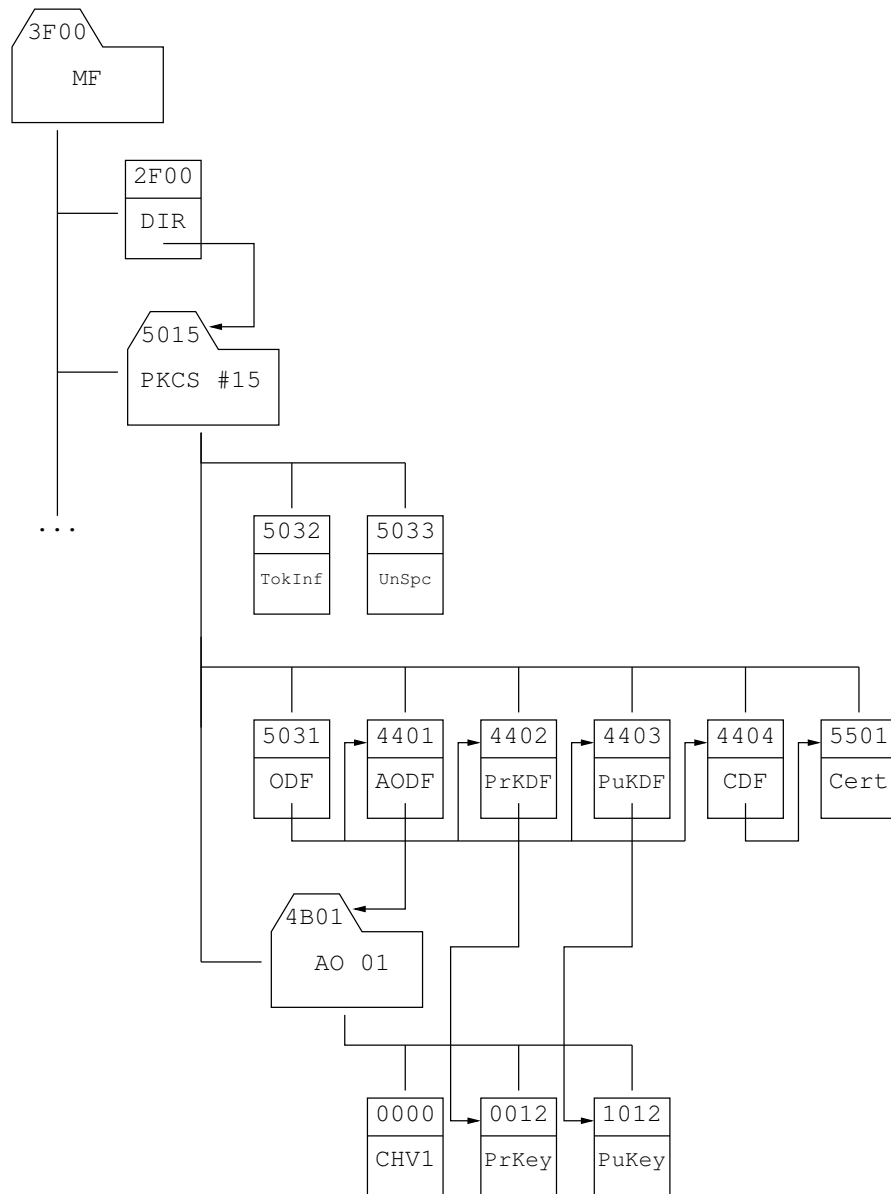 3F00
MF
2F00
DIR
5015
PKCS #15
...
5032 5033
TokInf UnSpc
5031 4401 4402 4403 4404 5501
ODF AODF PrKDF PuKDF CDF Cert
4B01
AO 01
0000 0012 1012
CHV1 PrKey PuKey